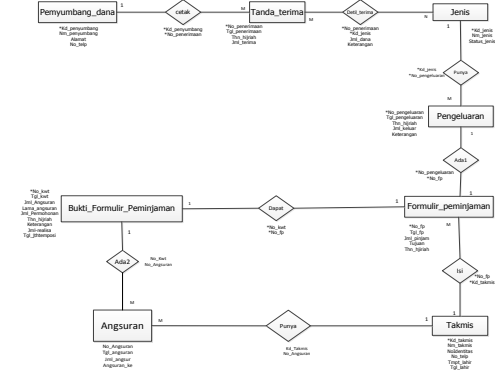 Pemyumbang_dana
1
cetak
M
Tanda_terima
M
Detil_terima
N
Jenis
*Kd_penyumbang
Nm_penyumbang
Alamat
No_telp
*Kd_penyumbang
*No_penerimaan
*No_penerimaan
Tgl_penerimaan
Thn_hijriah
Jml_terima
*No_penerimaan
*Kd_jenis
Jml_dana
Keterangan
1
*Kd_jenis
Nm_jenis
Status_jenis
*Kd_jenis
*No_pengeluaran
Punya
M
*No_pengeluaran
Tgl_pengeluaran
Thn_hijriah
Jml_keluar
Keterangan
Pengeluaran
1
Ada1
*No_pengeluaran
*No_fp
1
*No_kwt
Tgl_kwt
Jml_Angsuran
Lama_angsuran
Jml_Permohonan
Thn_hijriah
Keterangan
Jml-realisa
Bukti_Formulir_Peminjaman
1
Dapat
1
Formulir_peminjaman
*No_kwt
*No_fp
*No_fp
Tgl_fp
Jml_pinjam
Tujuan
Thn_hijriah
M
1
Ada2
No_Kwt
No_Angsuran
Isi
*No_fp
*Kd_takmis
M
1
Angsuran
M
Punya
1
Takmis
No_Angsuran
Tgl_angsuran
Jml_angsur
Angsuran_ke
Kd_Takmis
No_Angsuran
*Kd_takmis
Nm_takmis
Noidentitas
No_telp
Tmpt_lahir
Tgl_lahir